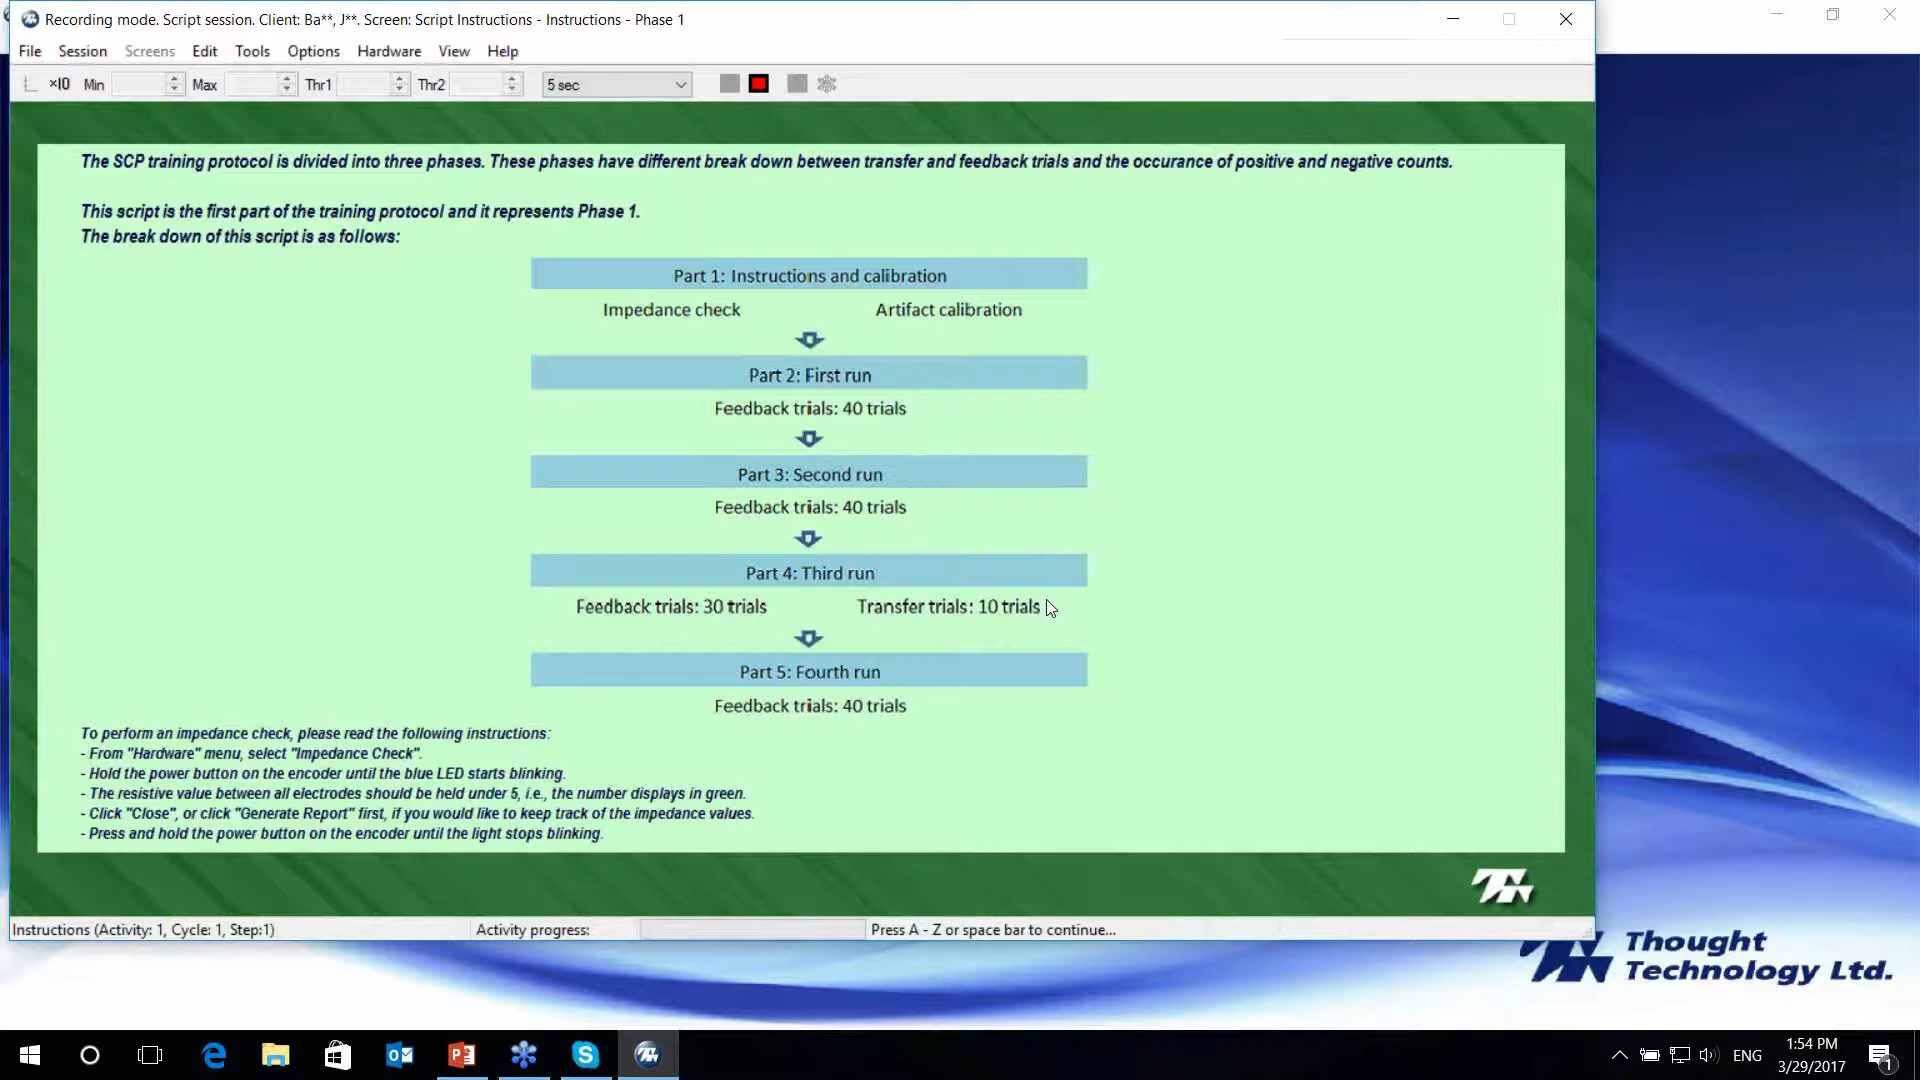 Recording mode. Script session. Client: Ba**, J**. Screen: Script Instructions - Instructions - Phase 1
File Session Screens Edit Tools Options Hardware View Help
×10 Min Max Thr1 Thr2 5 sec
The SCP training protocol is divided into three phases. These phases have different break down between transfer and feedback trials and the occurance of positive and negative counts.
This script is the first part of the training protocol and it represents Phase 1.
The break down of this script is as follows:
Part 1: Instructions and calibration
Impedance check Artifact calibration
Part 2: First run
Feedback trials: 40 trials
Part 3: Second run
Feedback trials: 40 trials
Part 4: Third run
Feedback trials: 30 trials Transfer trials: 10 trials
Part 5: Fourth run
Feedback trials: 40 trials
To perform an impedance check, please read the following instructions:
- From "Hardware" menu, select "Impedance Check".
- Hold the power button on the encoder until the blue LED starts blinking.
- The resistive value between all electrodes should be held under 5, i.e., the number displays in green.
- Click "Close", or click "Generate Report" first, if you would like to keep track of the impedance values.
- Press and hold the power button on the encoder until the light stops blinking.
Instructions (Activity: 1, Cycle: 1, Step:1) Activity progress: Press A - Z or space bar to continue...
Thought
Technology Ltd.
ENG
1:54 PM
3/29/2017
1